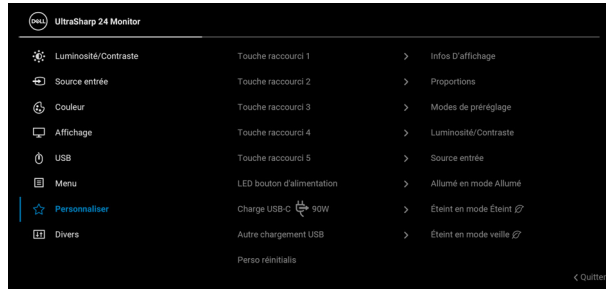 DELL UltraSharp 24 Monitor
Luminosité/Contraste Touche raccourci 1 > Infos D'affichage
Source entrée Touche raccourci 2 > Proportions
Couleur Touche raccourci 3 > Modes de préréglage
Affichage Touche raccourci 4 > Luminosité/Contraste
USB Touche raccourci 5 > Source entrée
Menu LED bouton d'alimentation > Allumé en mode Allumé
Personnaliser Charge USB-C 90W > Éteint en mode Éteint
Divers Autre chargement USB > Éteint en mode veille
Perso réinitialis
< Quitter